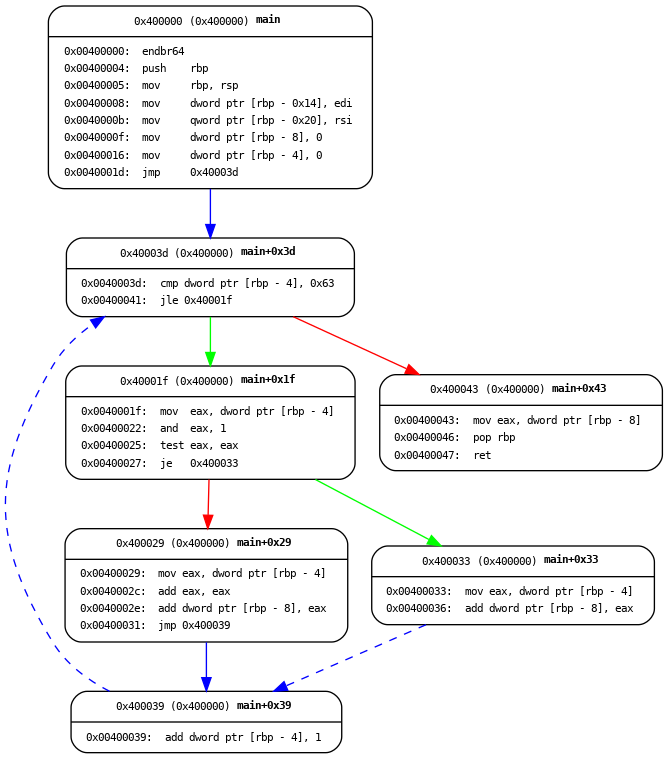 0x400000 (0x400000) main
0x00400000: endbr64
0x00400004: push rbp
0x00400005: mov rbp, rsp
0x00400008: mov dword ptr [rbp - 0x14], edi
0x0040000b: mov qword ptr [rbp - 0x20], rsi
0x0040000f: mov dword ptr [rbp - 8], 0
0x00400016: mov dword ptr [rbp - 4], 0
0x0040001d: jmp 0x40003d
0x40003d (0x400000) main+0x3d
0x0040003d: cmp dword ptr [rbp - 4], 0x63
0x00400041: jle 0x40001f
0x40001f (0x400000) main+0x1f
0x0040001f: mov eax, dword ptr [rbp - 4]
0x00400022: and eax, 1
0x00400025: test eax, eax
0x00400027: je 0x400033
0x400043 (0x400000) main+0x43
0x00400043: mov eax, dword ptr [rbp - 8]
0x00400046: pop rbp
0x00400047: ret
0x400029 (0x400000) main+0x29
0x00400029: mov eax, dword ptr [rbp - 4]
0x0040002c: add eax, eax
0x0040002e: add dword ptr [rbp - 8], eax
0x00400031: jmp 0x400039
0x400033 (0x400000) main+0x33
0x00400033: mov eax, dword ptr [rbp - 4]
0x00400036: add dword ptr [rbp - 8], eax
0x400039 (0x400000) main+0x39
0x00400039: add dword ptr [rbp - 4], 1